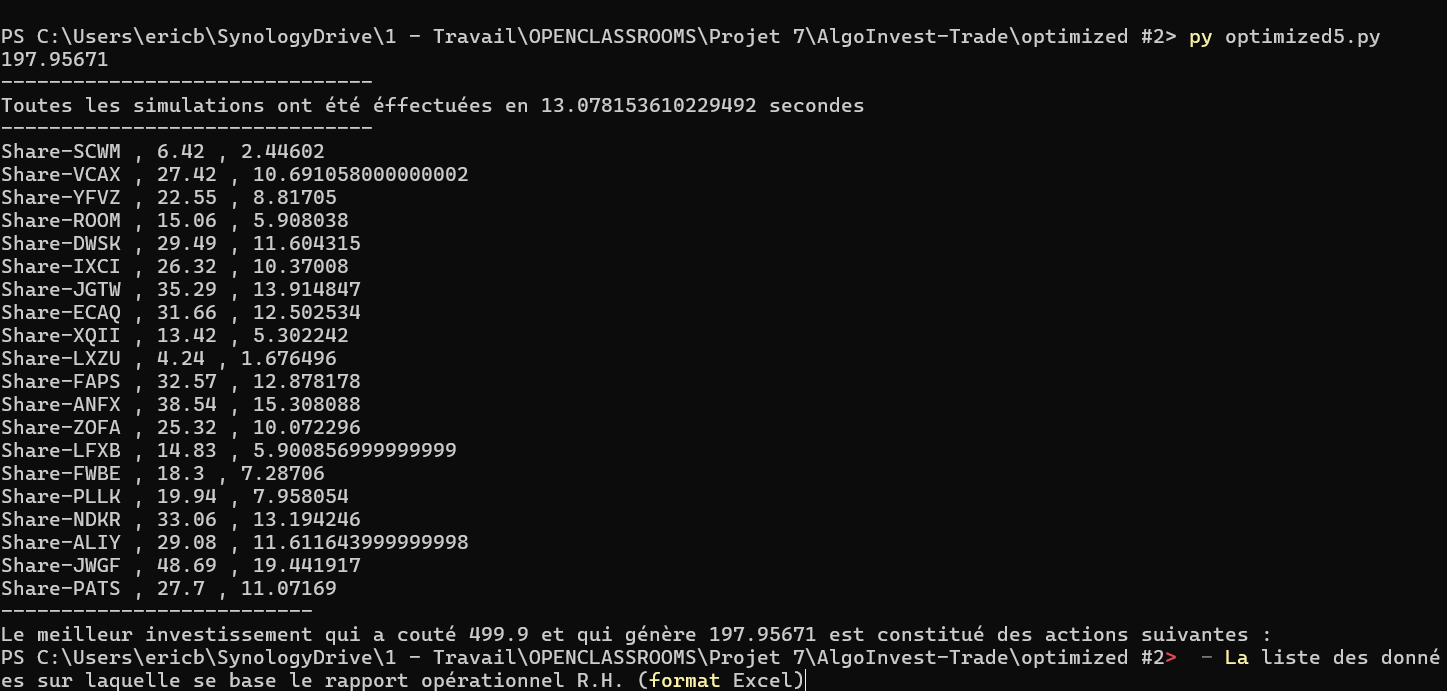 PS C:\Users\ericb\SynologyDrive\1 - Travail\OPENCLASSROOMS\Projet 7\AlgoInvest-Trade\optimized #2> py optimized5.py
197.95671
-------------------------------
Toutes les simulations ont été éffectuées en 13.078153610229492 secondes
-------------------------------
Share-SCWM , 6.42 , 2.44602
Share-VCAX , 27.42 , 10.691058000000002
Share-YFVZ , 22.55 , 8.81705
Share-ROOM , 15.06 , 5.908038
Share-DWSK , 29.49 , 11.604315
Share-IXCI , 26.32 , 10.37008
Share-JGTW , 35.29 , 13.914847
Share-ECAQ , 31.66 , 12.502534
Share-XQII , 13.42 , 5.302242
Share-LXZU , 4.24 , 1.676496
Share-FAPS , 32.57 , 12.878178
Share-ANFX , 38.54 , 15.308088
Share-ZOFA , 25.32 , 10.072296
Share-LFXB , 14.83 , 5.900856999999999
Share-FWBE , 18.3 , 7.28706
Share-PLLK , 19.94 , 7.958054
Share-NDKR , 33.06 , 13.194246
Share-ALIY , 29.08 , 11.611643999999998
Share-JWGF , 48.69 , 19.441917
Share-PATS , 27.7 , 11.07169
--------------------------
Le meilleur investissement qui a couté 499.9 et qui génère 197.95671 est constitué des actions suivantes :
PS C:\Users\ericb\SynologyDrive\1 - Travail\OPENCLASSROOMS\Projet 7\AlgoInvest-Trade\optimized #2>  - La liste des donné
es sur laquelle se base le rapport opérationnel R.H. (format Excel)